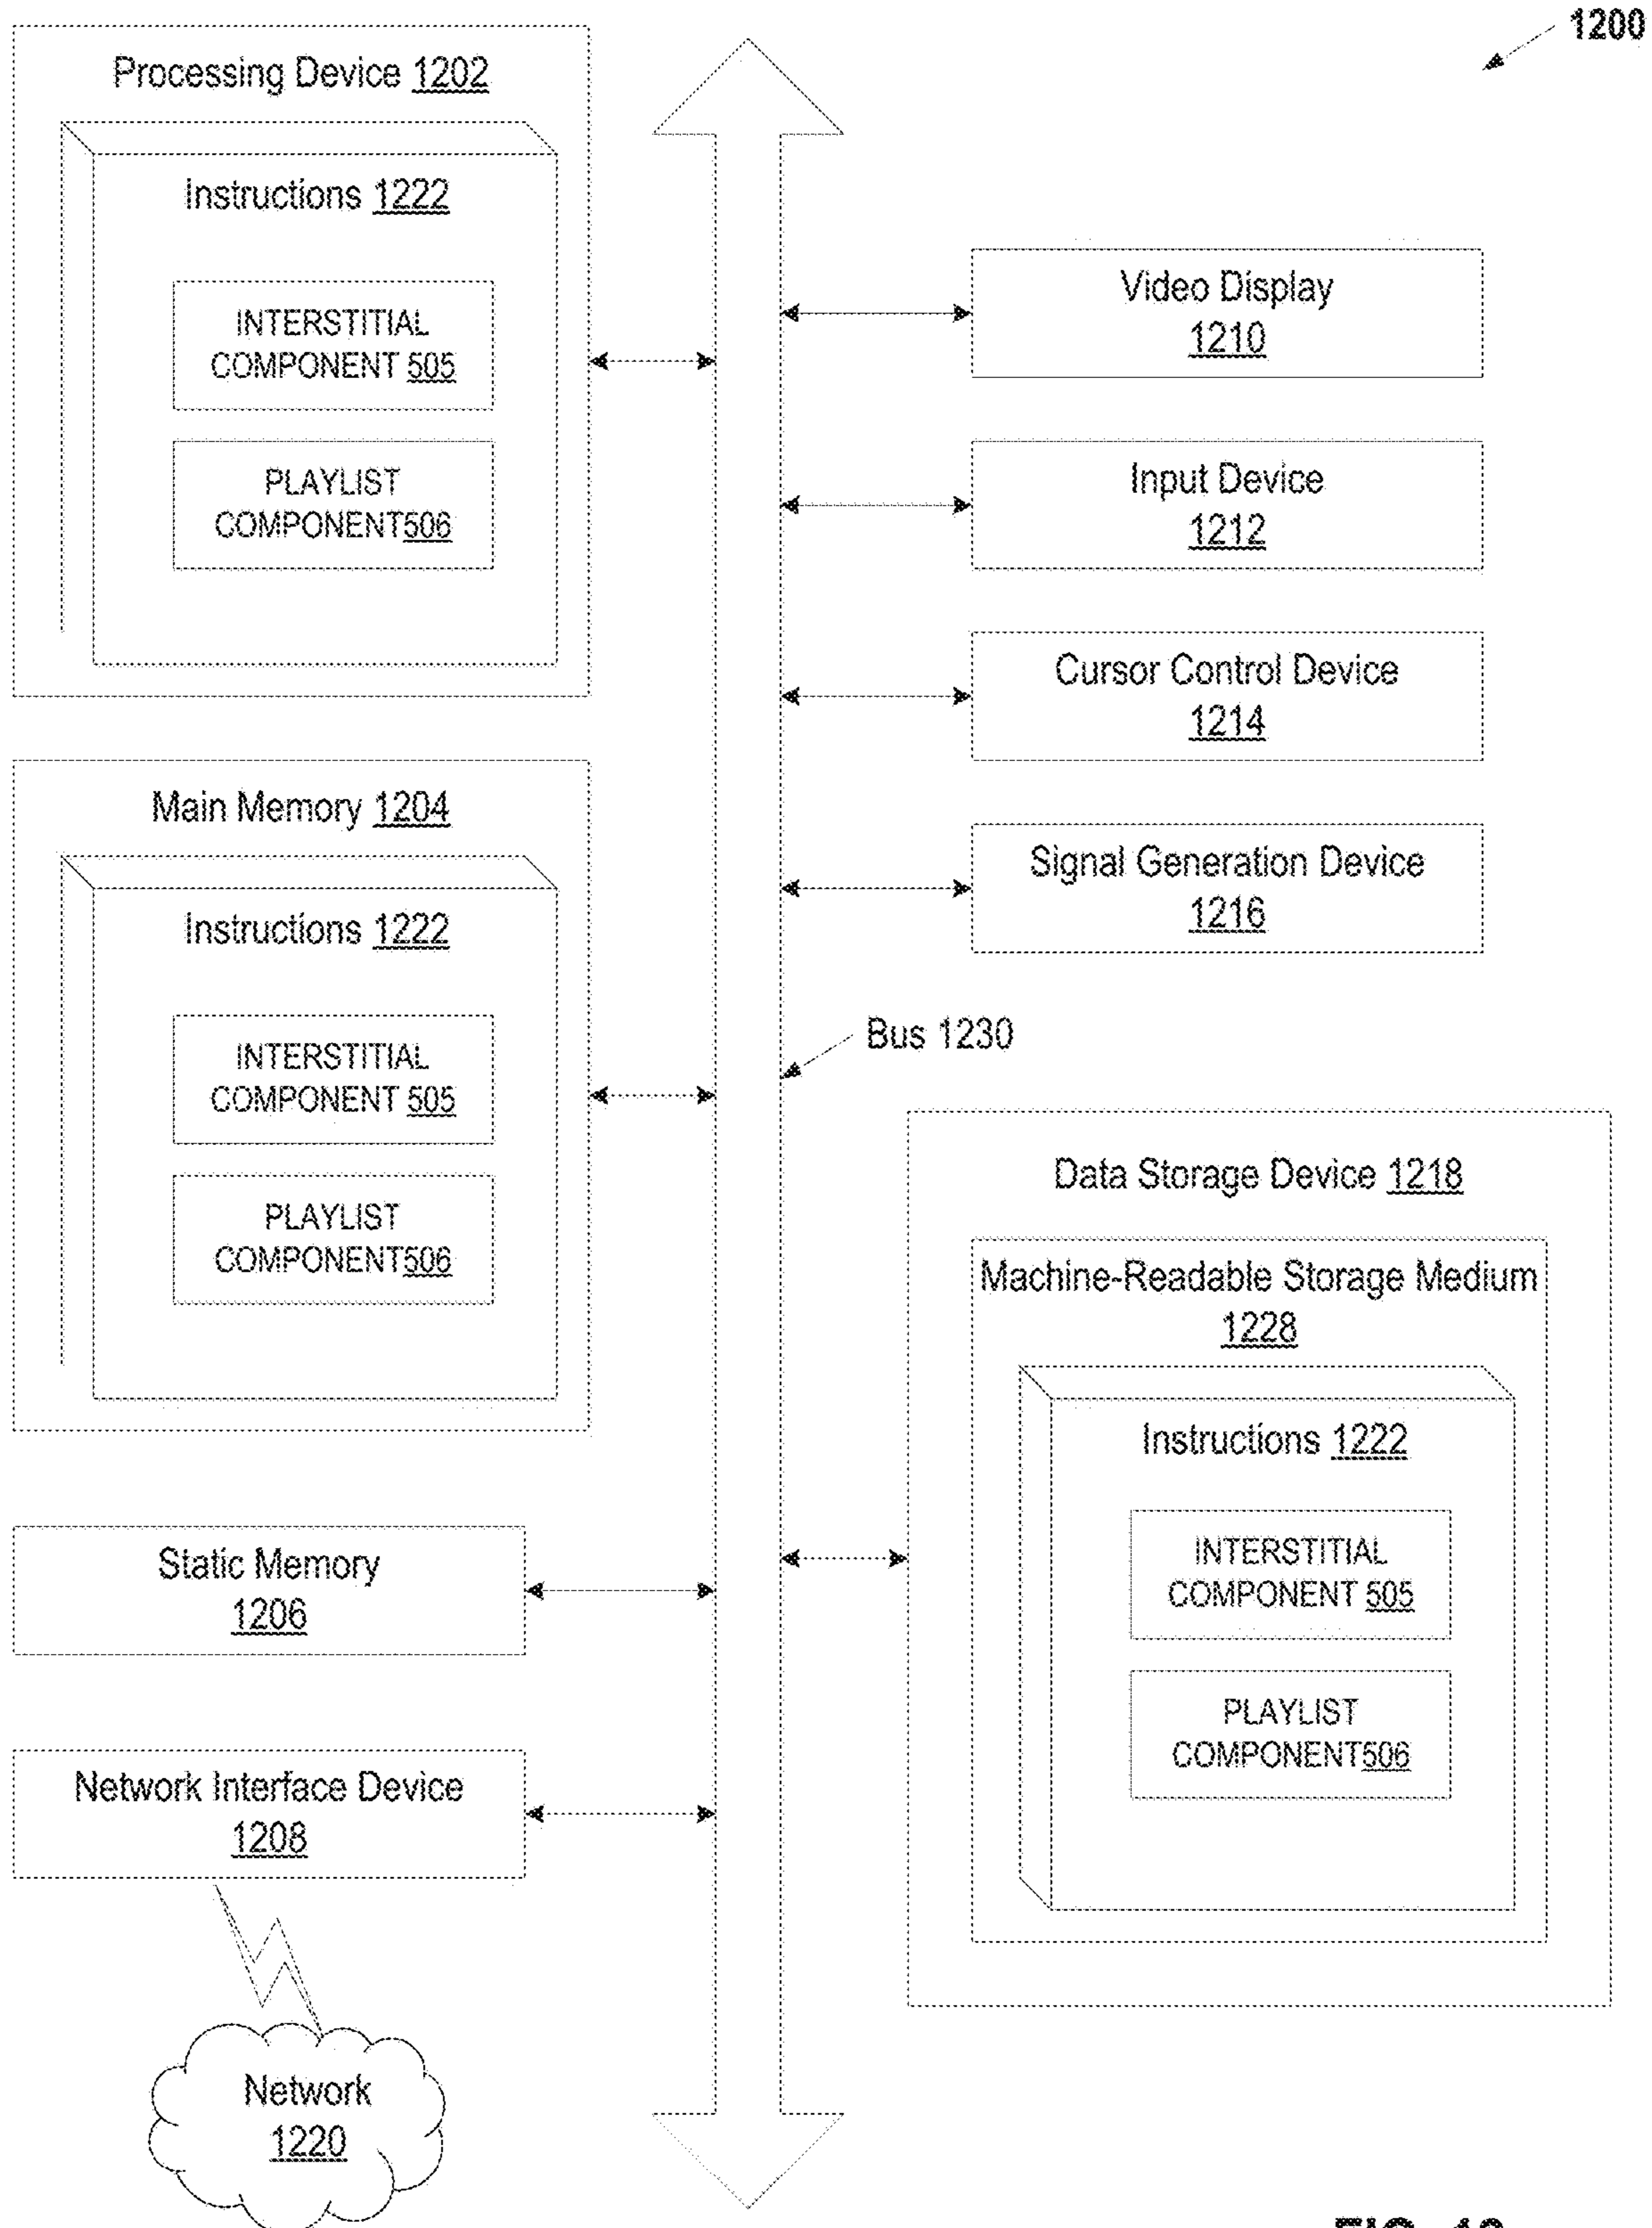 1200
Processing Device 1202
Instructions 1222
INTERSTITIAL
COMPONENT 505
PLAYLIST
COMPONENT506
Main Memory 1204
Instructions 1222
INTERSTITIAL
COMPONENT 505
PLAYLIST
COMPONENT506
Static Memory
1206
Network Interface Device
1208
Network
1220
Video Display
1210
Input Device
1212
Cursor Control Device
1214
Signal Generation Device
1216
Bus 1230
Data Storage Device 1218
Machine-Readable Storage Medium
1228
Instructions 1222
INTERSTITIAL
COMPONENT 505
PLAYLIST
COMPONENT506
FIG.